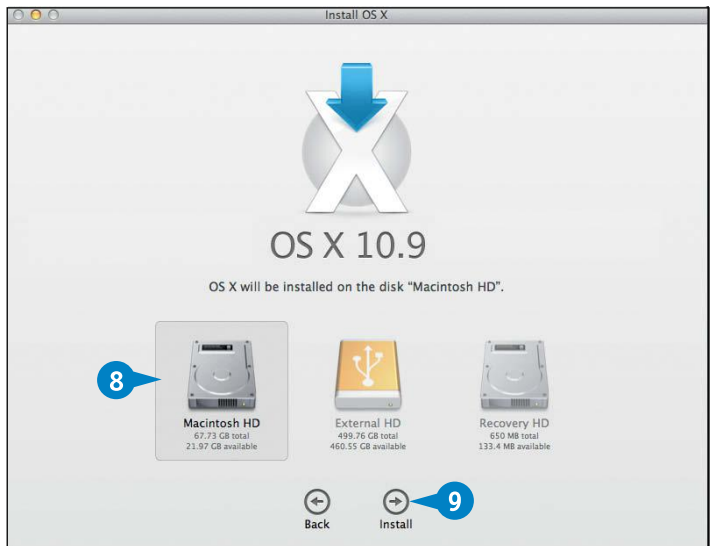 Install OS X
OS X 10.9
OS X will be installed on the disk “Macintosh HD”.
8
Macintosh HD
67.73 GB total
21.97 GB available
External HD
499.76 GB total
460.55 GB available
Recovery HD
650 MB total
133.4 MB available
9
Back
Install